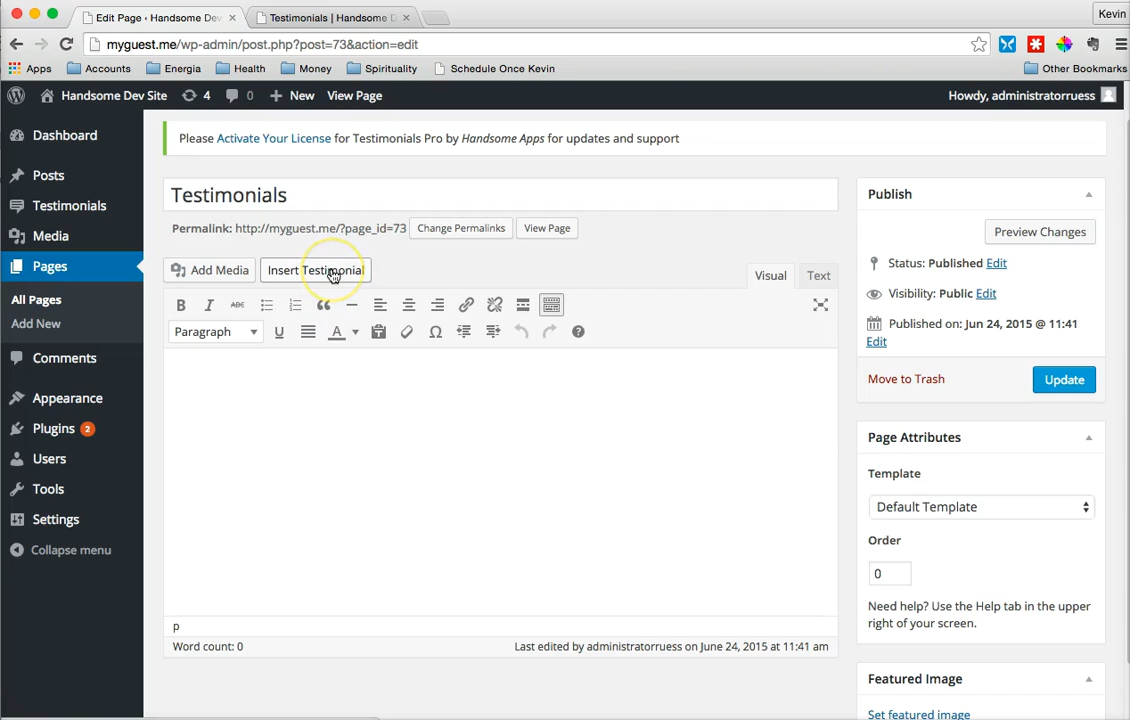 Edit Page ‹ Handsome De
Testimonials | Handsome D
Kevin
myguest.me/wp-admin/post.php?post=73&action=edit
Apps Accounts Energia Health Money Spirituality Schedule Once Kevin Other Bookmarks
Handsome Dev Site 4 0 New View Page Howdy, administratorruess
Dashboard
Posts
Testimonials
Media
Pages
All Pages
Add New
Comments
Appearance
Plugins 2
Users
Tools
Settings
Collapse menu
Please Activate Your License for Testimonials Pro by Handsome Apps for updates and support
Testimonials
Permalink: http://myguest.me/?page_id=73 Change Permalinks View Page
Add Media Insert Testimonial
Visual Text
B I ABC
Paragraph U A
p
Word count: 0 Last edited by administratorruess on June 24, 2015 at 11:41 am
Publish
Preview Changes
Status: Published Edit
Visibility: Public Edit
Published on: Jun 24, 2015 @ 11:41
Edit
Move to Trash Update
Page Attributes
Template
Default Template
Order
0
Need help? Use the Help tab in the upper
right of your screen.
Featured Image
Set featured image